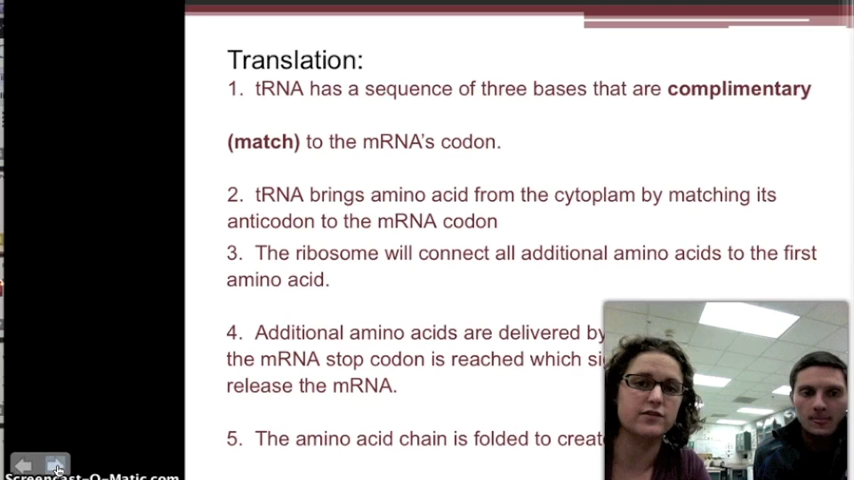 Translation:
1. tRNA has a sequence of three bases that are complimentary
(match) to the mRNA's codon.
2. tRNA brings amino acid from the cytoplam by matching its
anticodon to the mRNA codon
3. The ribosome will connect all additional amino acids to the first
amino acid.
4. Additional amino acids are delivered by
the mRNA stop codon is reached which
release the mRNA.
5. The amino acid chain is folded to
Screencast-O-Matic.com